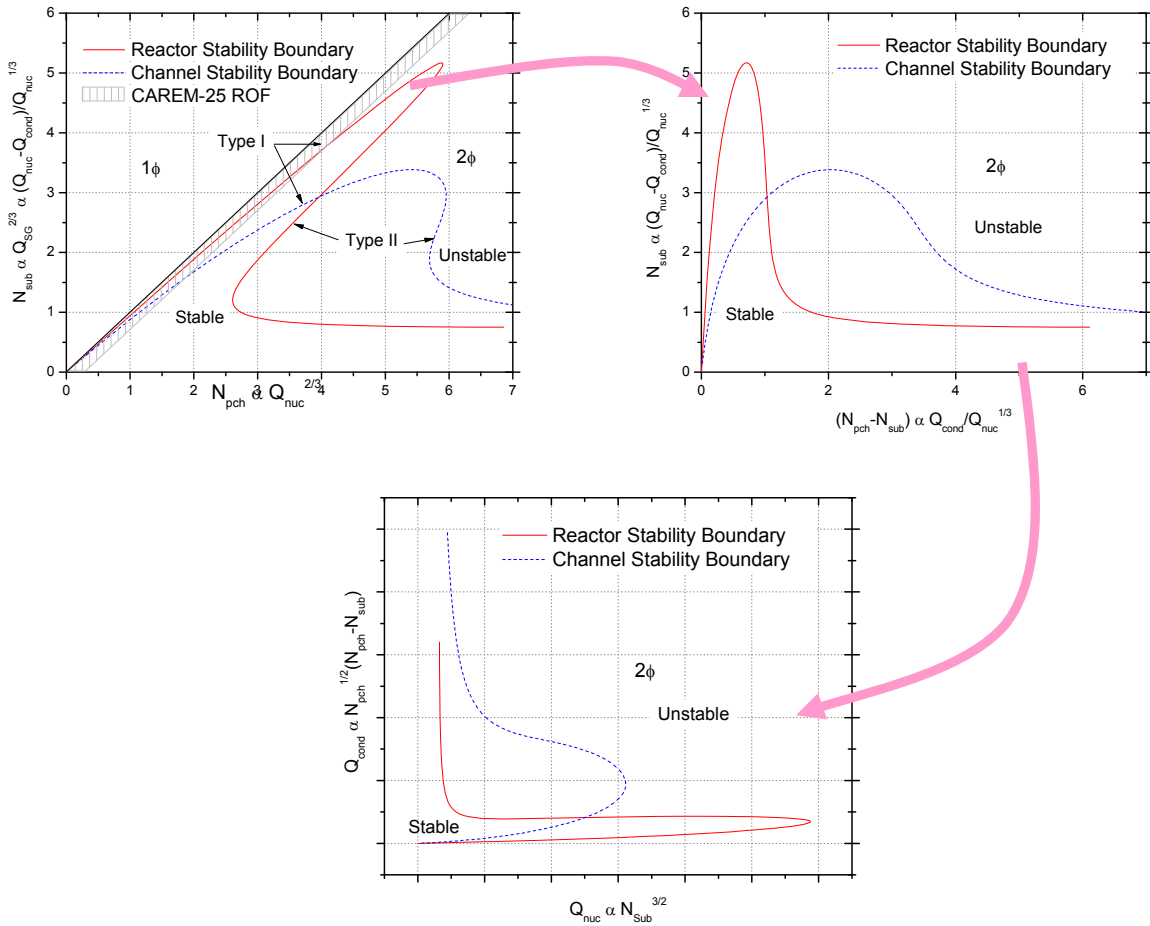 Reactor Stability Boundary
Channel Stability Boundary
CAREM-25 ROF
Type I
1ϕ
2ϕ
Type II
Unstable
Stable
0 1 2 3 4 5 6
0 1 2 3 4 5 6 7
N_sub α Q_SG^2/3 α (Q_nuc-Q_cond)/Q_nuc^1/3
N_pch α Q_nuc^2/3
Reactor Stability Boundary
Channel Stability Boundary
2ϕ
Unstable
Stable
0 1 2 3 4 5 6
0 2 4 6
N_sub α (Q_nuc-Q_cond)/Q_nuc^1/3
(N_pch-N_sub) α Q_cond/Q_nuc^1/3
Reactor Stability Boundary
Channel Stability Boundary
2ϕ
Unstable
Stable
Q_cond α N_pch^1/2(N_pch-N_sub)
Q_nuc α N_Sub^3/2